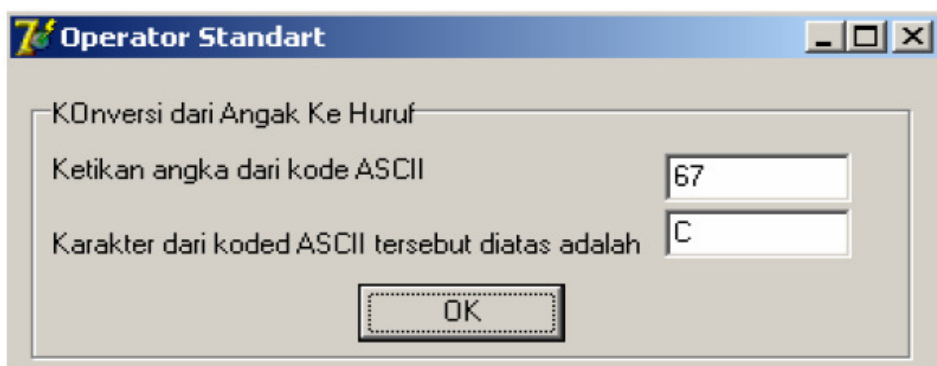 Operator Standart
KOnversi dari Angak Ke Huruf
Ketikan angka dari kode ASCII 67
Karakter dari koded ASCII tersebut diatas adalah C
OK